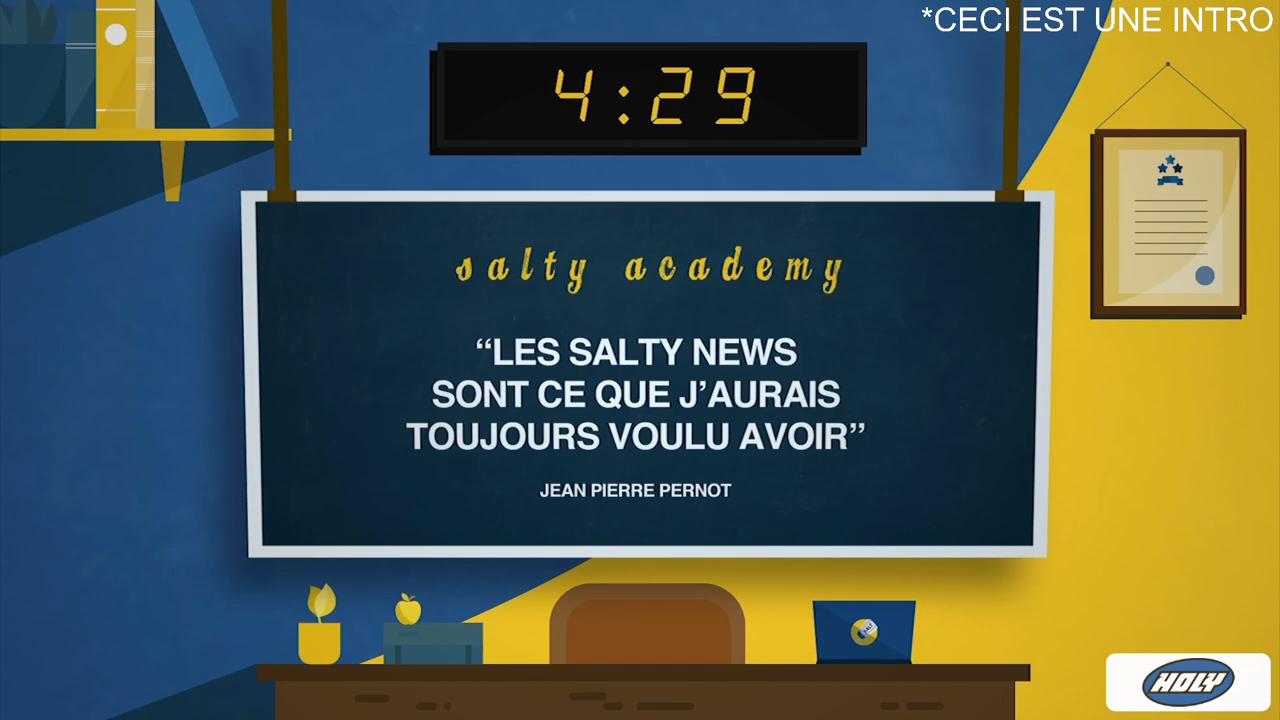 *CECI EST UNE INTRO
4:29
salty academy
“LES SALTY NEWS
SONT CE QUE J’AURAIS
TOUJOURS VOULU AVOIR”
JEAN PIERRE PERNOT
HOLY